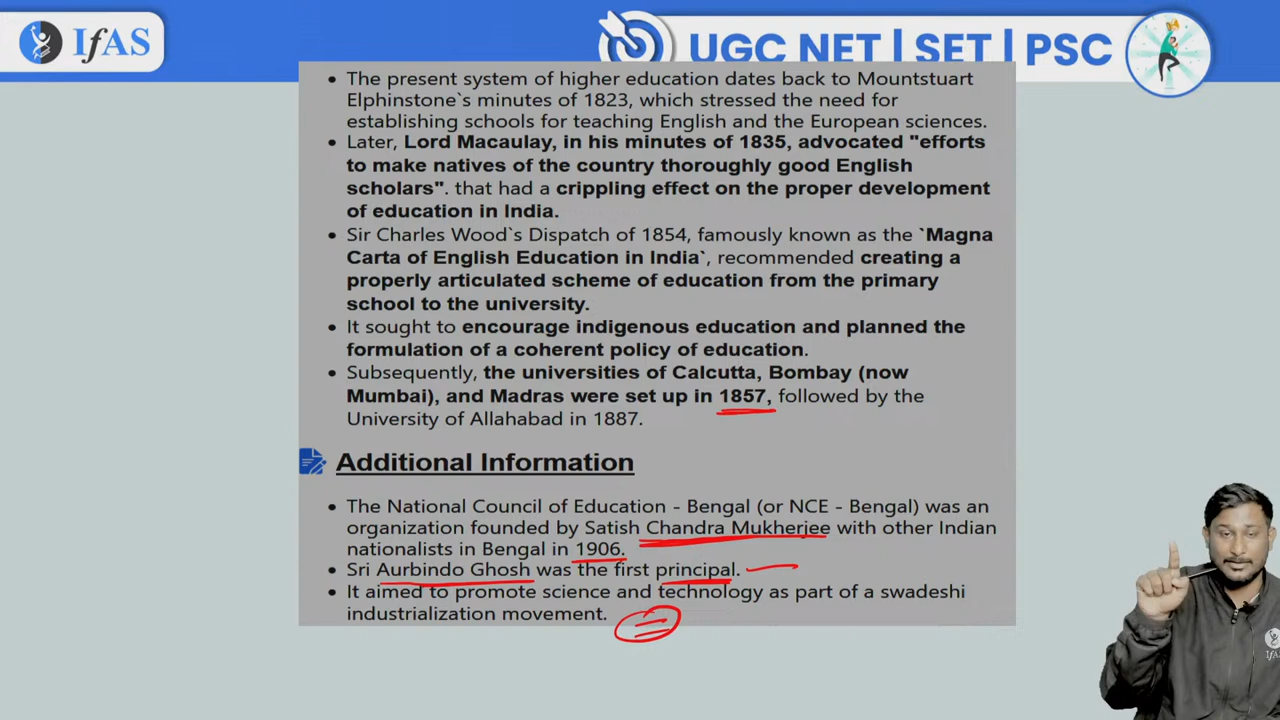 IfAS
UGC NET | SET | PSC
• The present system of higher education dates back to Mountstuart
Elphinstone`s minutes of 1823, which stressed the need for
establishing schools for teaching English and the European sciences.
• Later, Lord Macaulay, in his minutes of 1835, advocated "efforts
to make natives of the country thoroughly good English
scholars". that had a crippling effect on the proper development
of education in India.
• Sir Charles Wood`s Dispatch of 1854, famously known as the `Magna
Carta of English Education in India`, recommended creating a
properly articulated scheme of education from the primary
school to the university.
• It sought to encourage indigenous education and planned the
formulation of a coherent policy of education.
• Subsequently, the universities of Calcutta, Bombay (now
Mumbai), and Madras were set up in 1857, followed by the
University of Allahabad in 1887.
Additional Information
• The National Council of Education - Bengal (or NCE - Bengal) was an
organization founded by Satish Chandra Mukherjee with other Indian
nationalists in Bengal in 1906.
• Sri Aurbindo Ghosh was the first principal.
• It aimed to promote science and technology as part of a swadeshi
industrialization movement.
IfAS